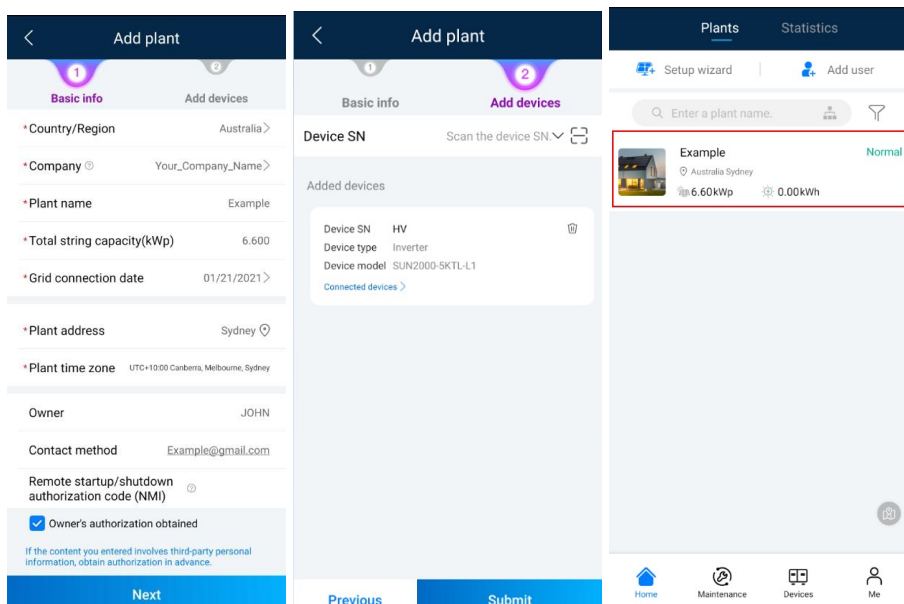 Add plant
1
2
Basic info
Add devices
*Country/Region Australia
*Company Your_Company_Name
*Plant name Example
*Total string capacity(kWp) 6.600
*Grid connection date 01/21/2021
*Plant address Sydney
*Plant time zone UTC+10:00 Canberra, Melbourne, Sydney
Owner JOHN
Contact method Example@gmail.com
Remote startup/shutdown
authorization code (NMI)
Owner's authorization obtained
If the content you entered involves third-party personal
information, obtain authorization in advance.
Next
Add plant
1
2
Basic info
Add devices
Device SN Scan the device SN.
Added devices
Device SN HV
Device type Inverter
Device model SUN2000-5KTL-L1
Connected devices
Previous
Submit
Plants Statistics
Setup wizard Add user
Enter a plant name.
Example Normal
Australia Sydney
6.60kWp 0.00kWh
Home Maintenance Devices Me